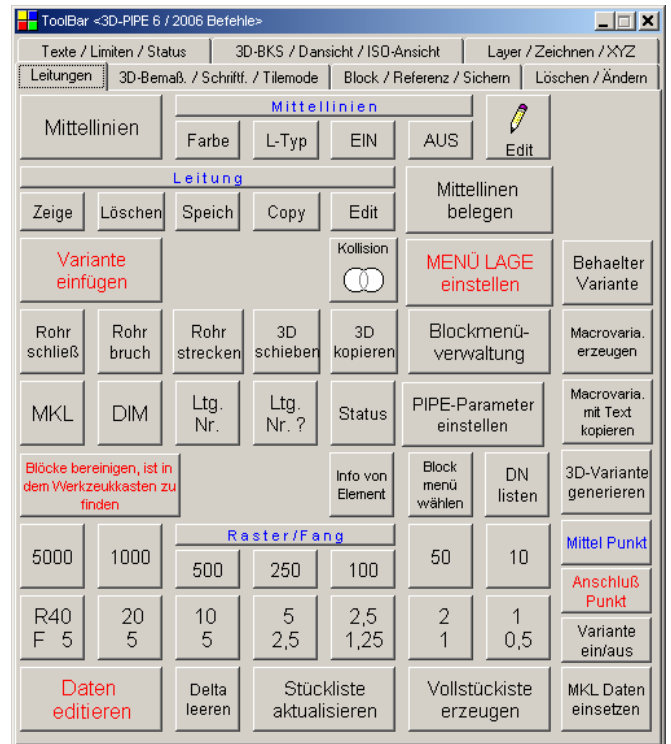 ToolBar <3D-PIPE 6 / 2006 Befehle>
Texte / Limiten / Status
3D-BKS / Dansicht / ISO-Ansicht
Layer / Zeichnen / XYZ
Leitungen
3D-Bemaß. / Schriftf. / Tilemode
Block / Referenz / Sichern
Löschen / Ändern
Mittellinien
Mittellinien
Farbe
L-Typ
EIN
AUS
Edit
Leitung
Zeige
Löschen
Speich
Copy
Edit
Mittellinen
belegen
Variante
einfügen
Kollision
MENÜ LAGE
einstellen
Behaelter
Variante
Rohr
schließ
Rohr
bruch
Rohr
strecken
3D
schieben
3D
kopieren
Blockmenü-
verwaltung
Macrovaria.
erzeugen
MKL
DIM
Ltg.
Nr.
Ltg.
Nr. ?
Status
PIPE-Parameter
einstellen
Macrovaria.
mit Text
kopieren
Blöcke bereinigen, ist in
dem Werkzeukkasten zu
finden
Info von
Element
Block
menü
wählen
DN
listen
3D-Variante
generieren
5000
1000
Raster/Fang
500
250
100
50
10
Mittel Punkt
Anschluß
Punkt
R40
F 5
20
5
10
5
5
2,5
2,5
1,25
2
1
1
0,5
Variante
ein/aus
Daten
editieren
Delta
leeren
Stückliste
aktualisieren
Vollstückiste
erzeugen
MKL Daten
einsetzen